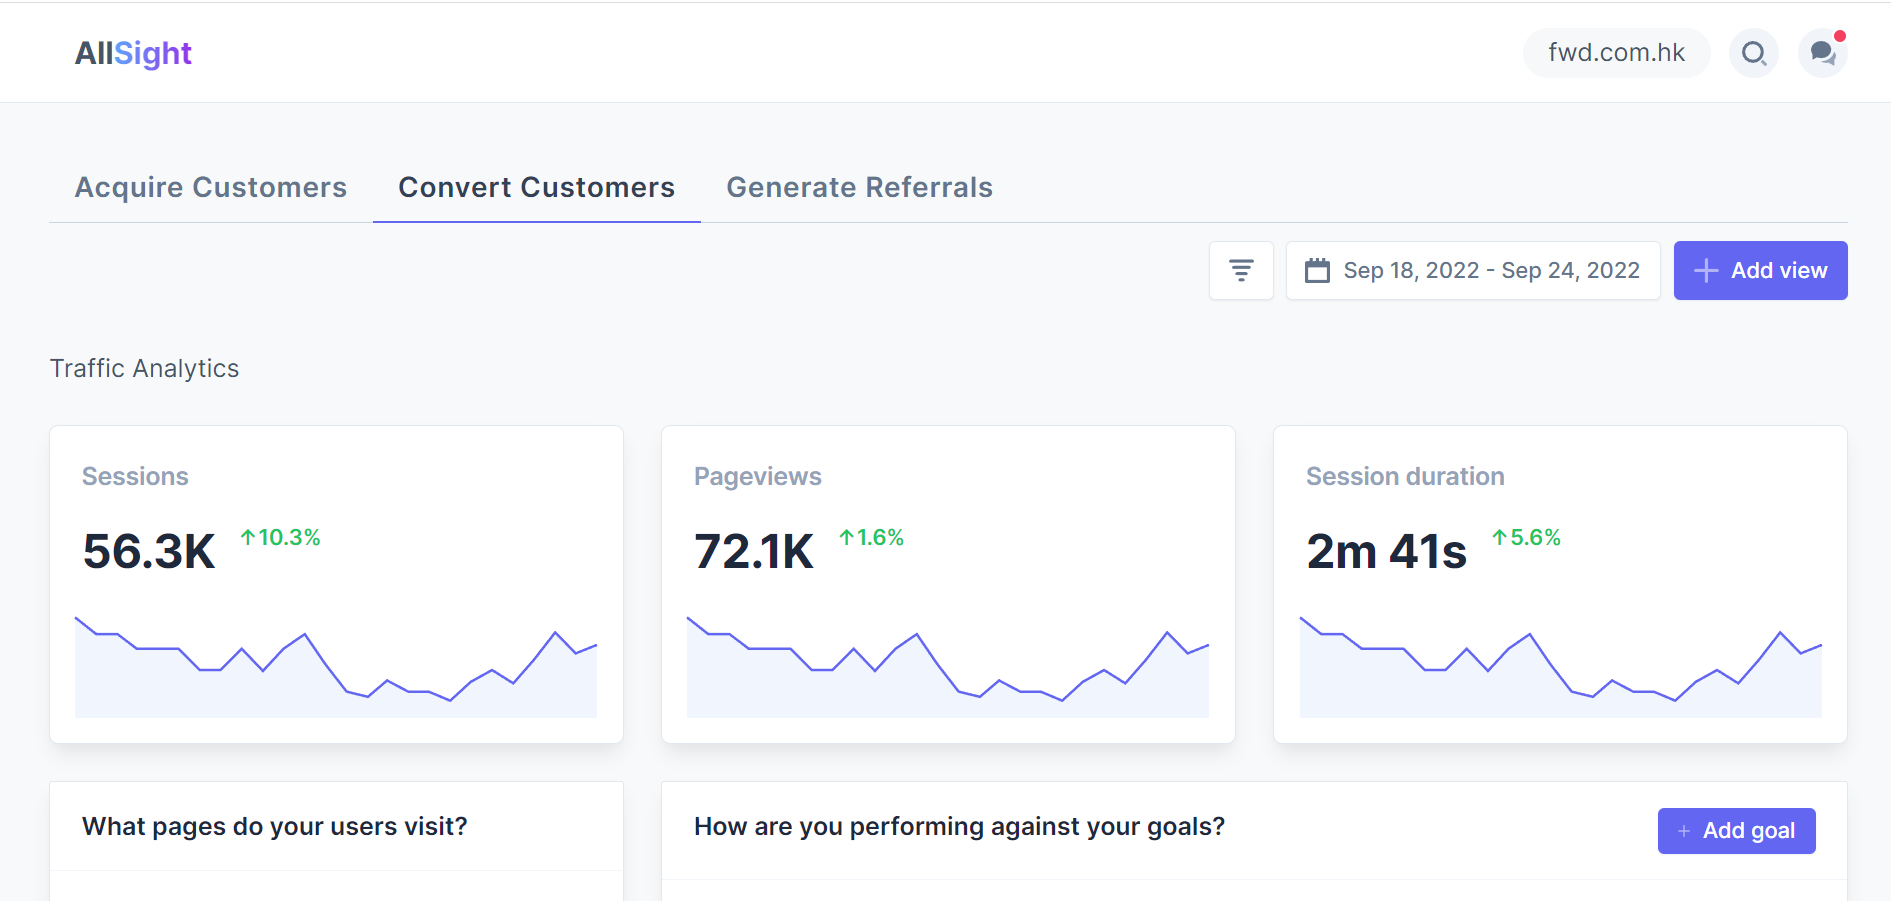 AllSight
fwd.com.hk
Acquire Customers
Convert Customers
Generate Referrals
Sep 18, 2022 - Sep 24, 2022
+ Add view
Traffic Analytics
Sessions
56.3K ↑10.3%
Pageviews
72.1K ↑1.6%
Session duration
2m 41s ↑5.6%
What pages do your users visit?
How are you performing against your goals?
+ Add goal